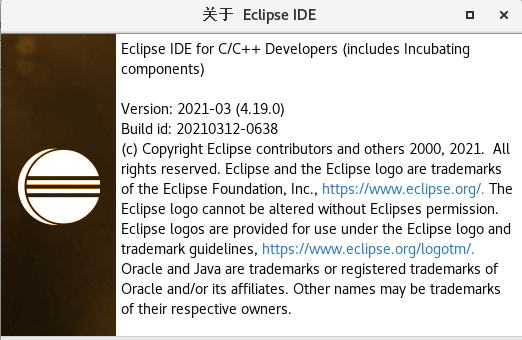 关于 Eclipse IDE
Eclipse IDE for C/C++ Developers (includes Incubating
components)
Version: 2021-03 (4.19.0)
Build id: 20210312-0638
(c) Copyright Eclipse contributors and others 2000, 2021.  All
rights reserved. Eclipse and the Eclipse logo are trademarks
of the Eclipse Foundation, Inc., https://www.eclipse.org/. The
Eclipse logo cannot be altered without Eclipses permission.
Eclipse logos are provided for use under the Eclipse logo and
trademark guidelines, https://www.eclipse.org/logotm/.
Oracle and Java are trademarks or registered trademarks of
Oracle and/or its affiliates. Other names may be trademarks
of their respective owners.